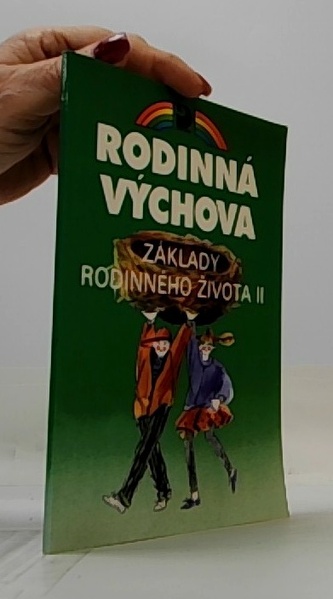 RODINNÁ
VÝCHOVA
ZÁKLADY
RODINNÉHO ŽIVOTA II